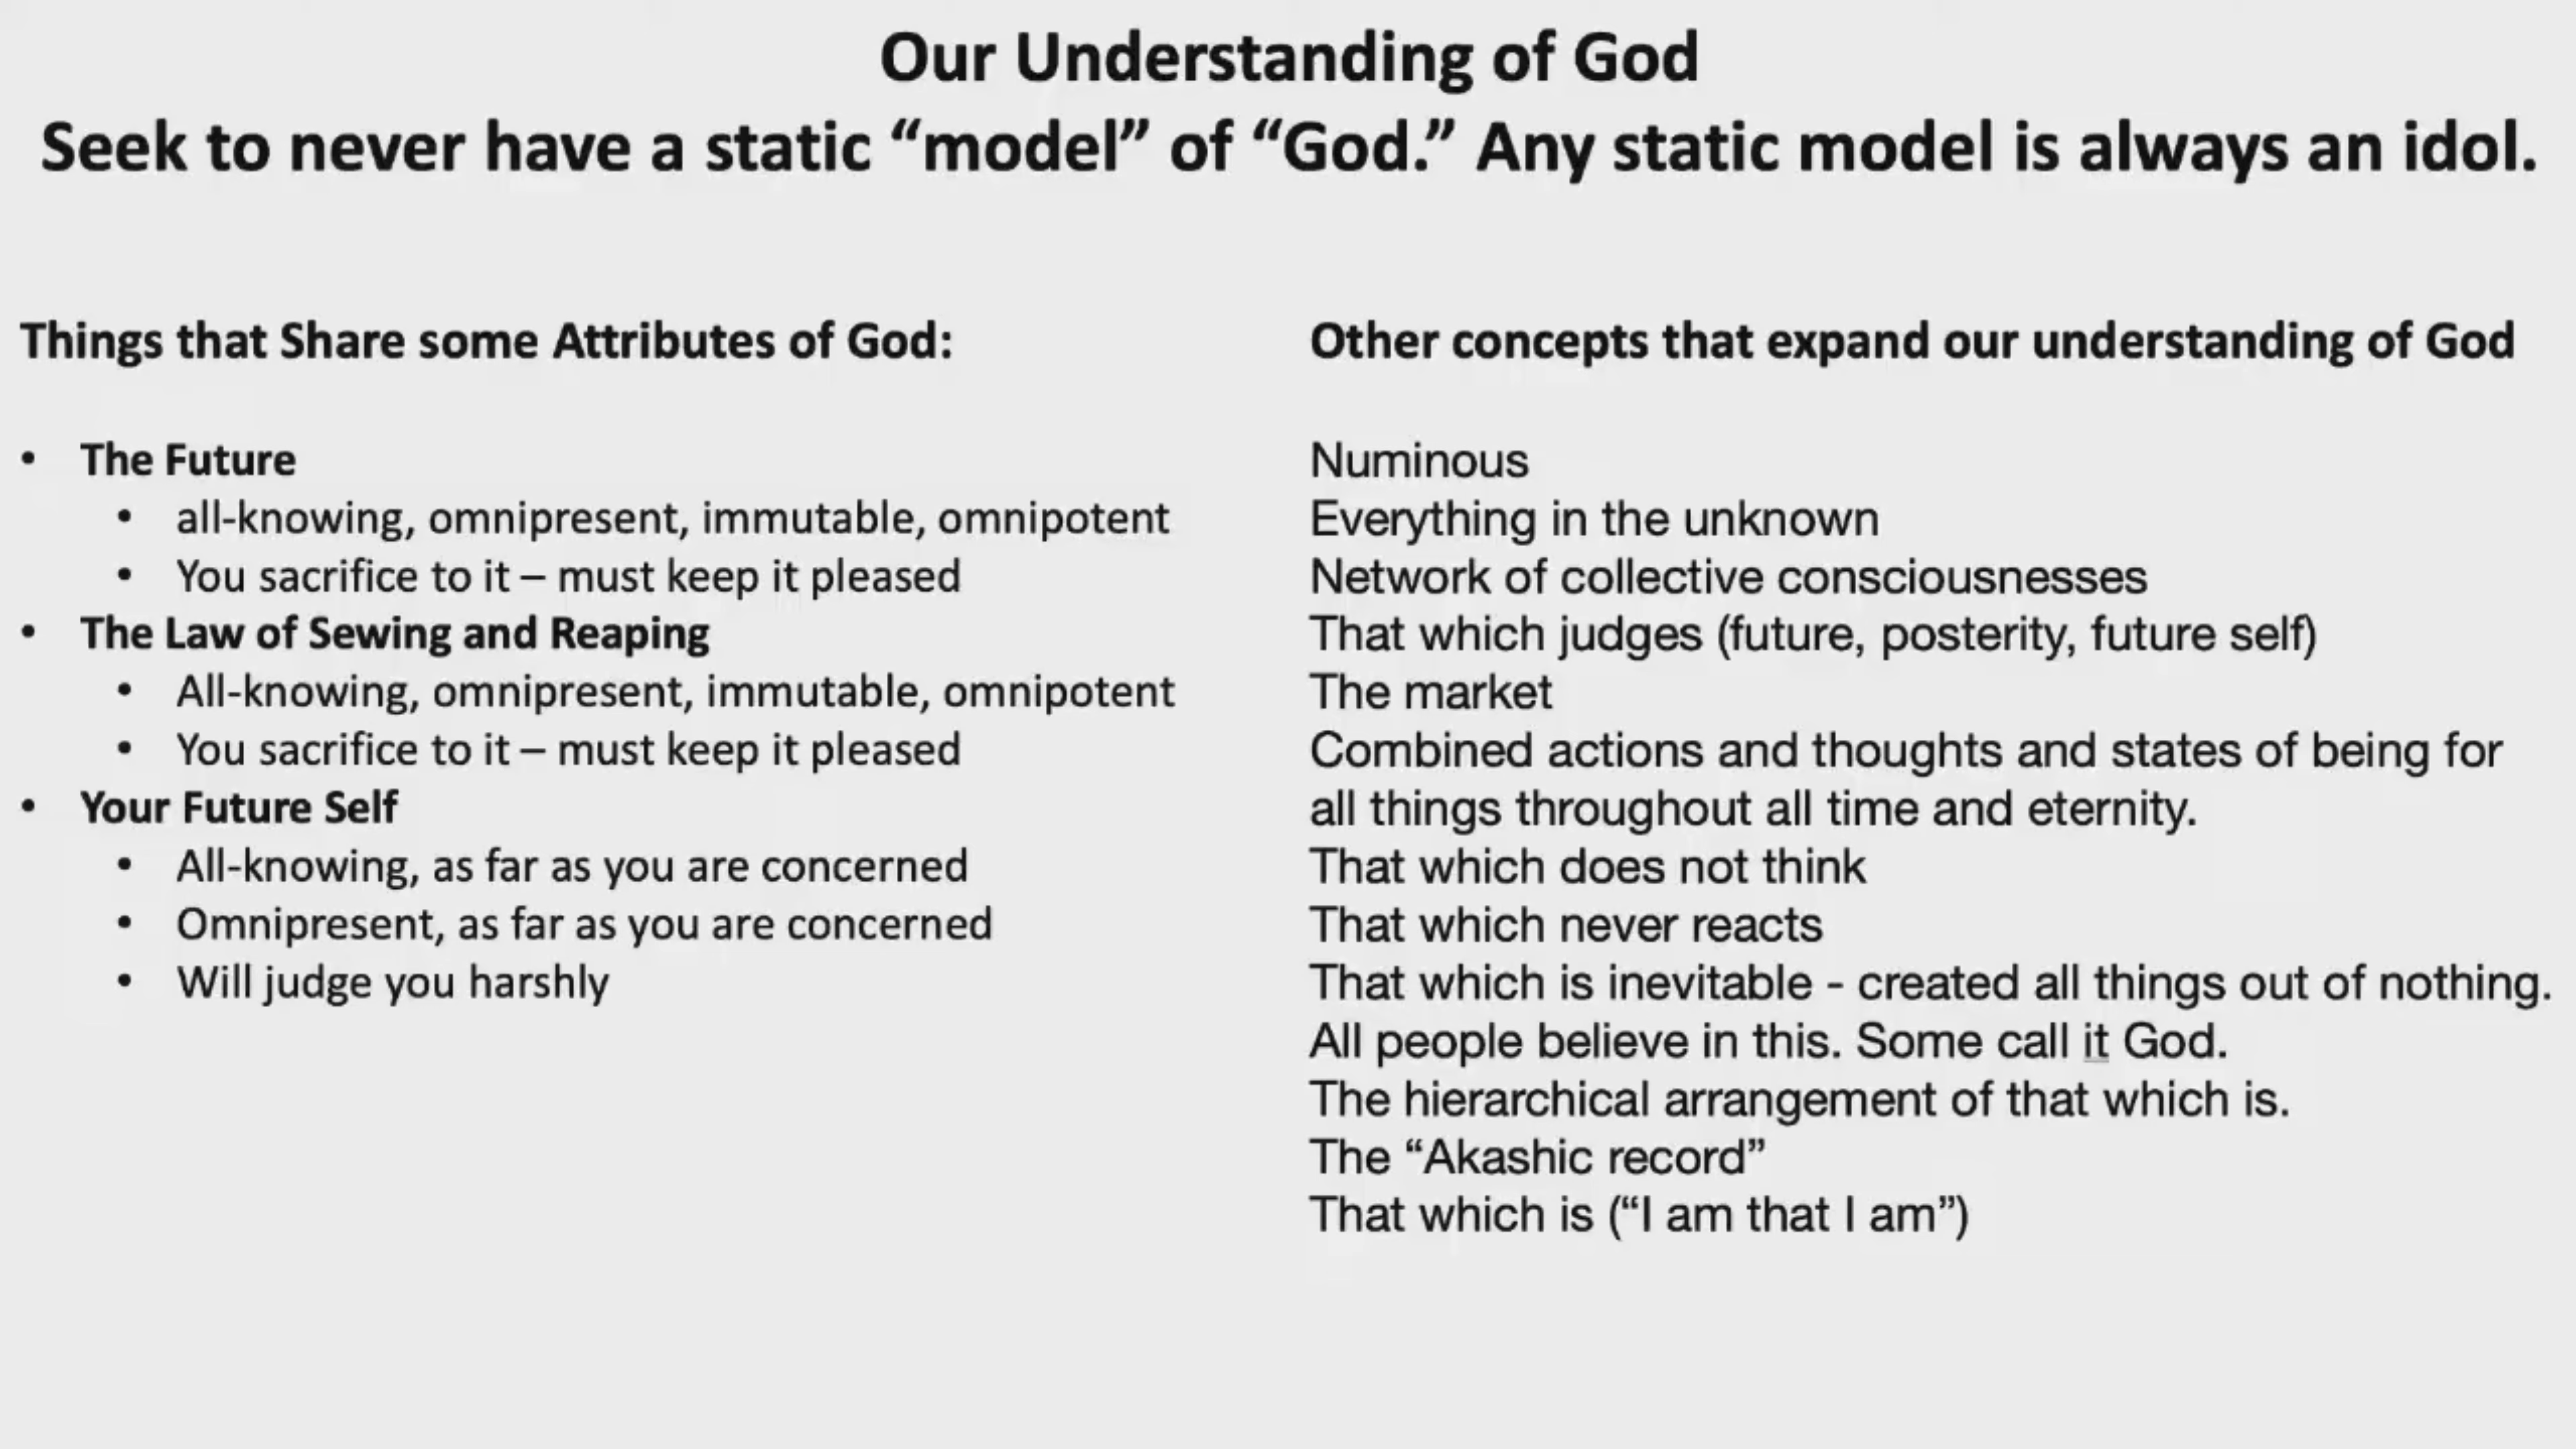 Our Understanding of God
Seek to never have a static “model” of “God.” Any static model is always an idol.
Things that Share some Attributes of God:
• The Future
• all-knowing, omnipresent, immutable, omnipotent
• You sacrifice to it – must keep it pleased
• The Law of Sewing and Reaping
• All-knowing, omnipresent, immutable, omnipotent
• You sacrifice to it – must keep it pleased
• Your Future Self
• All-knowing, as far as you are concerned
• Omnipresent, as far as you are concerned
• Will judge you harshly
Other concepts that expand our understanding of God
Numinous
Everything in the unknown
Network of collective consciousnesses
That which judges (future, posterity, future self)
The market
Combined actions and thoughts and states of being for
all things throughout all time and eternity.
That which does not think
That which never reacts
That which is inevitable - created all things out of nothing.
All people believe in this. Some call it God.
The hierarchical arrangement of that which is.
The “Akashic record”
That which is (“I am that I am”)